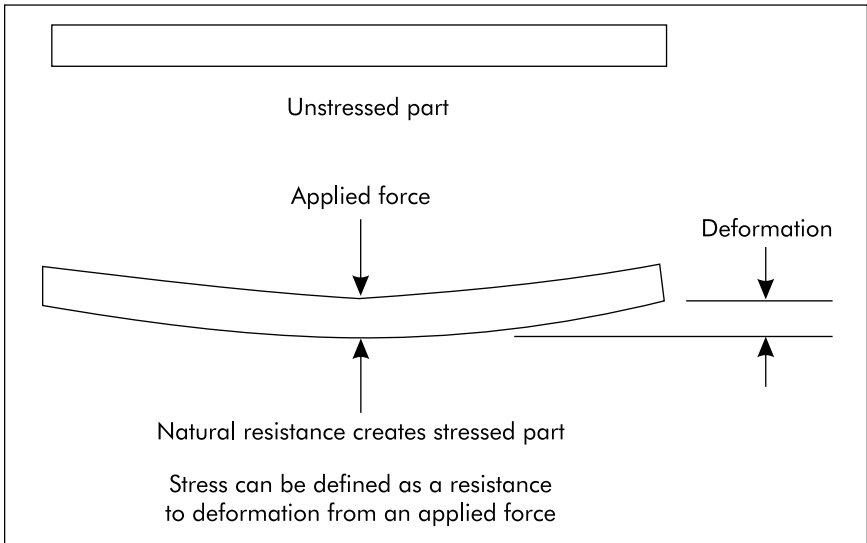 Unstressed part
Applied force
Deformation
Natural resistance creates stressed part
Stress can be defined as a resistance
to deformation from an applied force